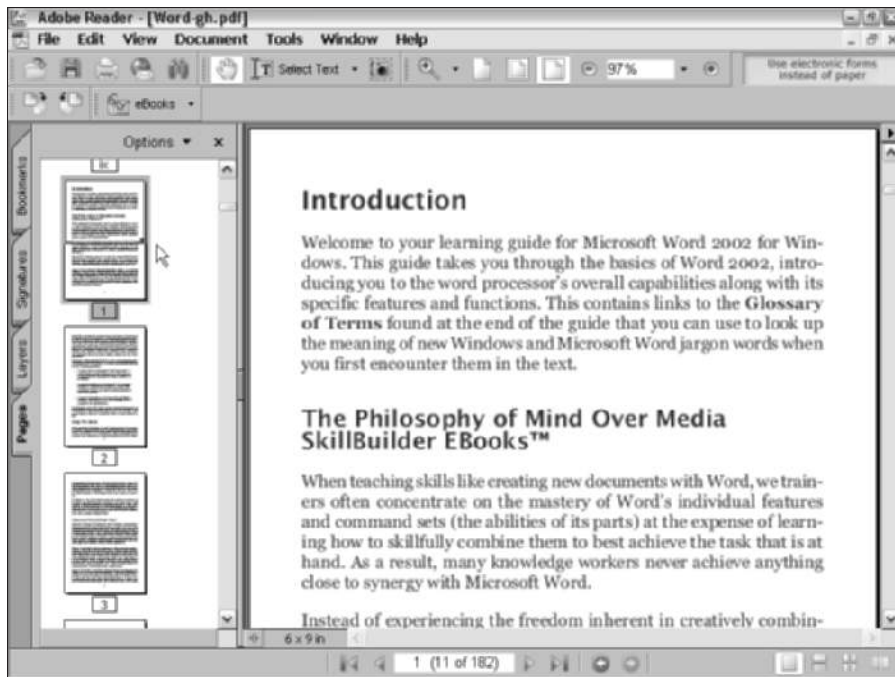 Adobe Reader - [Word-gh.pdf]
File Edit View Document Tools Window Help
Select Text 97% Use electronic forms
instead of paper
eBooks
Options x
Bookmarks
Signatures
Layers
Pages
ix
1
2
3
Introduction
Welcome to your learning guide for Microsoft Word 2002 for Win-
dows. This guide takes you through the basics of Word 2002, intro-
ducing you to the word processor's overall capabilities along with its
specific features and functions. This contains links to the Glossary
of Terms found at the end of the guide that you can use to look up
the meaning of new Windows and Microsoft Word jargon words when
you first encounter them in the text.
The Philosophy of Mind Over Media
SkillBuilder EBooks™
When teaching skills like creating new documents with Word, we train-
ers often concentrate on the mastery of Word's individual features
and command sets (the abilities of its parts) at the expense of learn-
ing how to skillfully combine them to best achieve the task that is at
hand. As a result, many knowledge workers never achieve anything
close to synergy with Microsoft Word.
Instead of experiencing the freedom inherent in creatively combin-
6 x 9 in
1 (11 of 182)